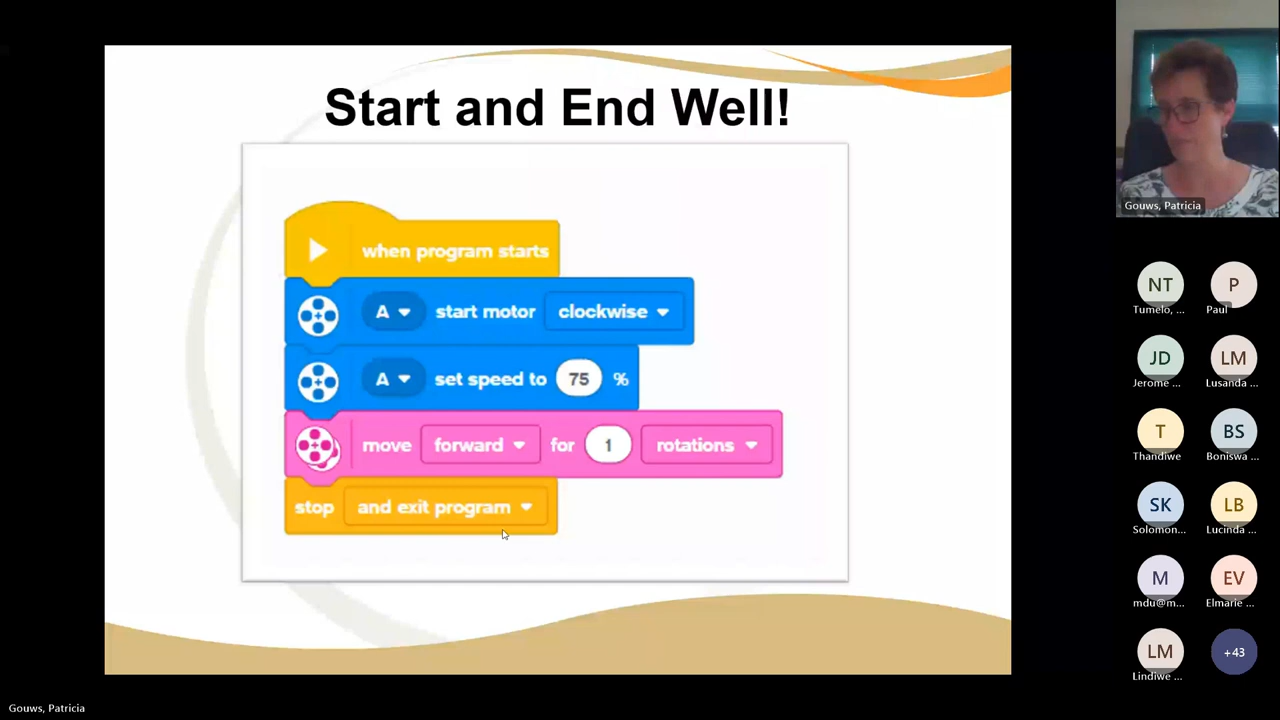 Start and End Well!
when program starts
A start motor clockwise
A set speed to 75 %
move forward for 1 rotations
stop and exit program
Gouws, Patricia
NT P
Tumelo, ... Paul
JD LM
Jerome ... Lusanda ...
T BS
Thandiwe Boniswa ...
SK LB
Solomon... Lucinda ...
M EV
mdu@m... Elmarie ...
LM +43
Lindiwe ...
Gouws, Patricia